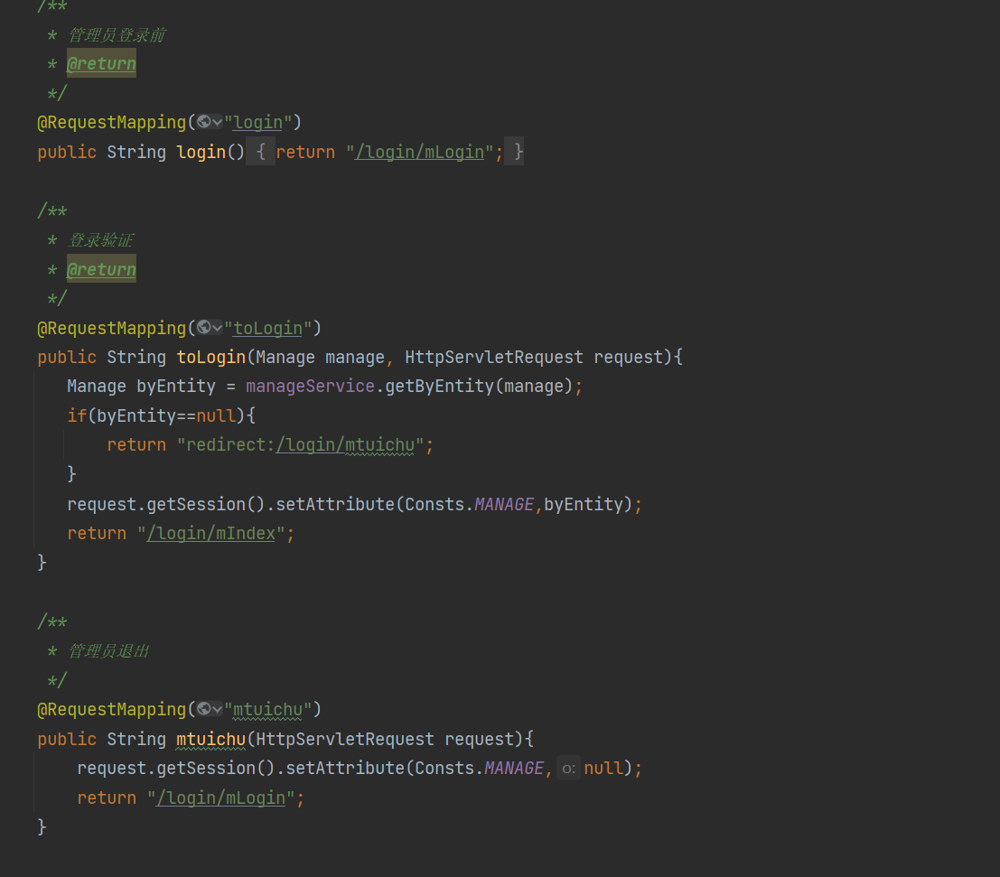 /**
* 管理员登录前
* @return
*/
@RequestMapping("login")
public String login() { return "/login/mLogin"; }
/**
* 登录验证
* @return
*/
@RequestMapping("toLogin")
public String toLogin(Manage manage, HttpServletRequest request){
Manage byEntity = manageService.getByEntity(manage);
if(byEntity==null){
return "redirect:/login/mtuichu";
}
request.getSession().setAttribute(Consts.MANAGE,byEntity);
return "/login/mIndex";
}
/**
* 管理员退出
*/
@RequestMapping("mtuichu")
public String mtuichu(HttpServletRequest request){
request.getSession().setAttribute(Consts.MANAGE, o: null);
return "/login/mLogin";
}